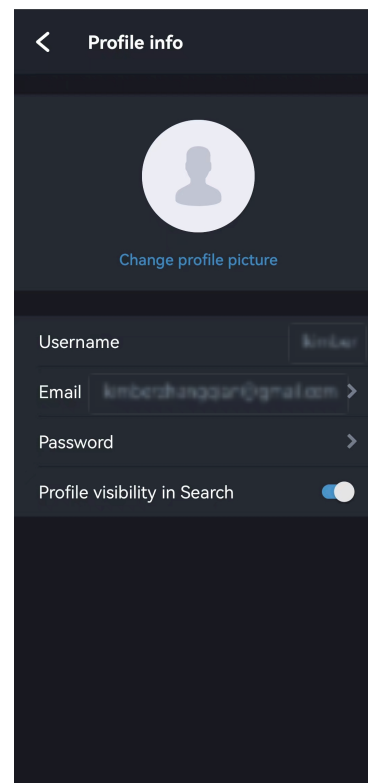 Profile info
Change profile picture
Username
Email
Password
Profile visibility in Search